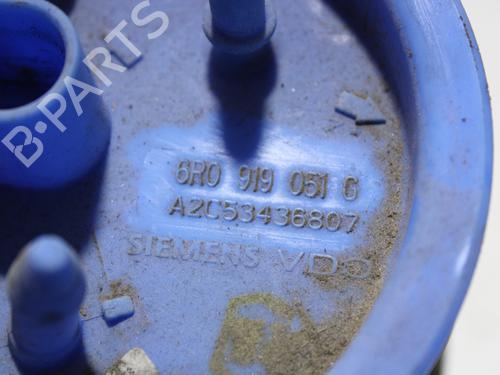 B-PARTS
6R0 919 051 G
A2C53436807
SIEMENS VDO